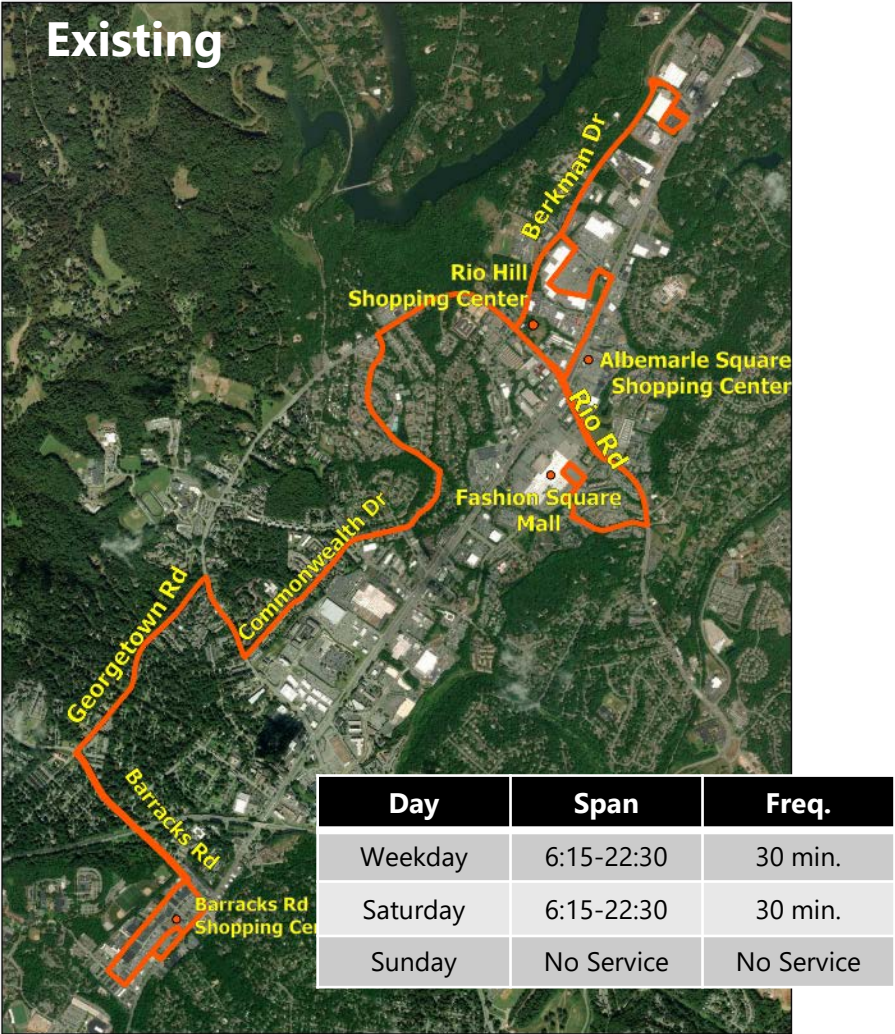 Existing
Berkman Dr
Rio Hill
Shopping Center
Albemarle Square
Shopping Center
Rio Rd
Fashion Square
Mall
Commonwealth Dr
Georgetown Rd
Barracks Rd
Barracks Rd
Shopping Ce
Day Span Freq.
Weekday 6:15-22:30 30 min.
Saturday 6:15-22:30 30 min.
Sunday No Service No Service